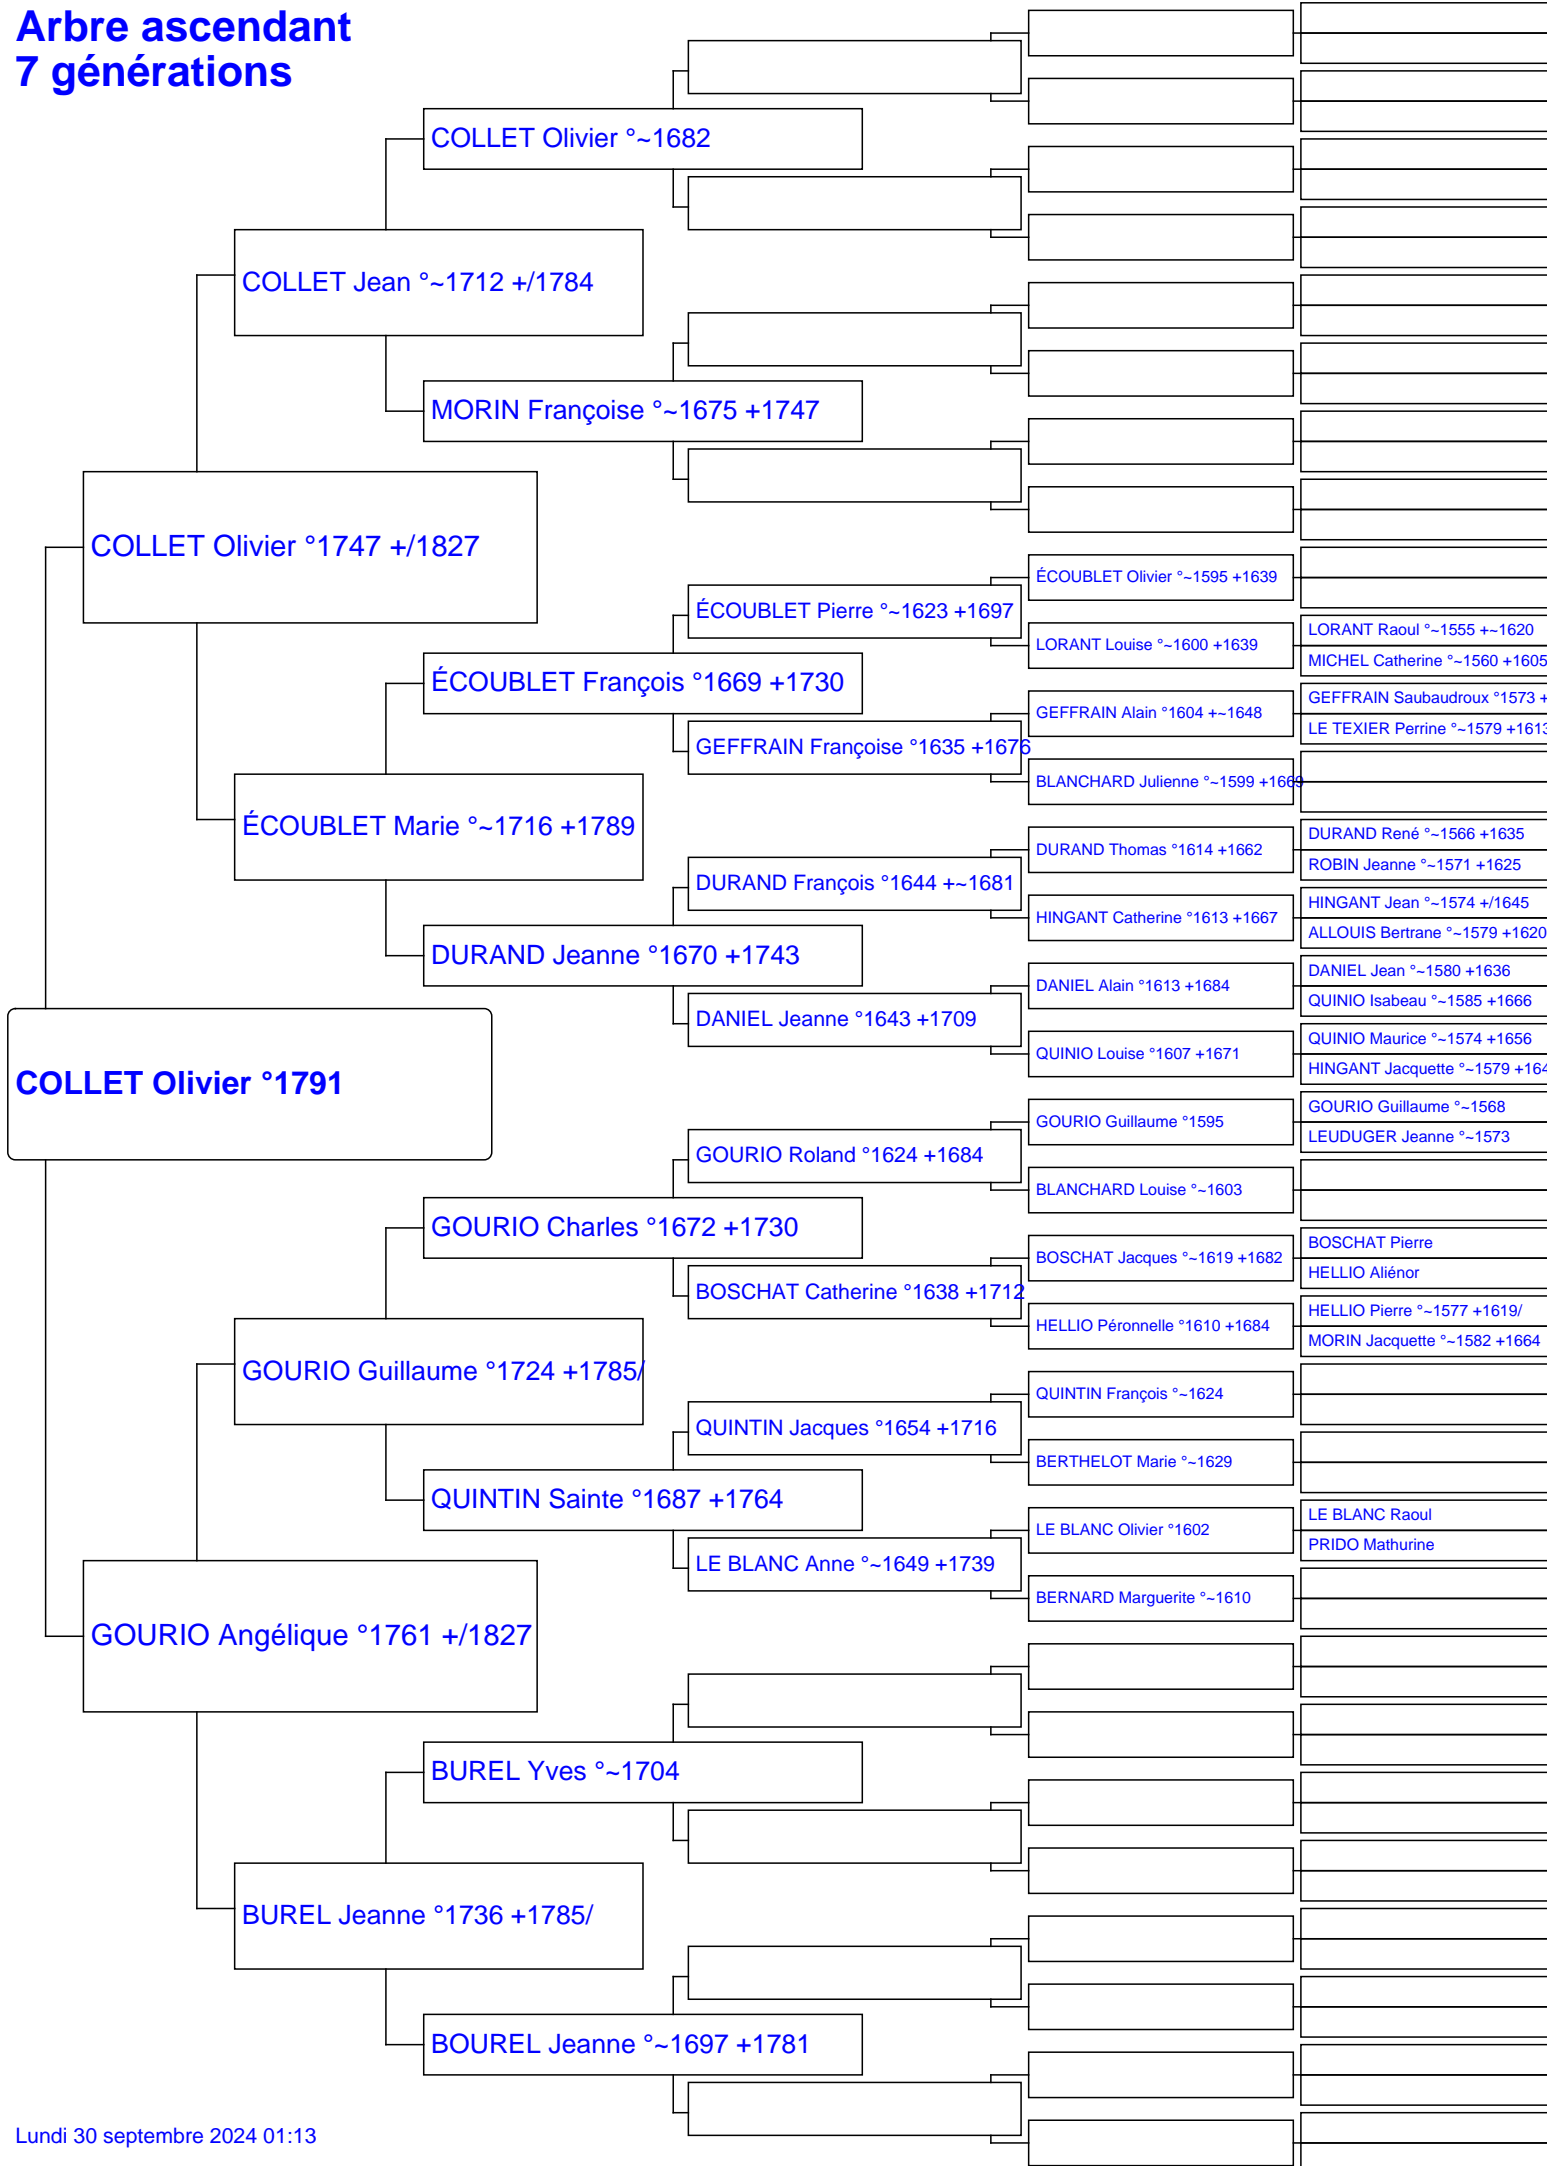 Arbre ascendant
7 générations
COLLET Olivier °~1682
COLLET Jean °~1712 +/1784
MORIN Françoise °~1675 +1747
COLLET Olivier °1747 +/1827
ÉCOUBLET Olivier °~1595 +1639
ÉCOUBLET Pierre °~1623 +1697
LORANT Raoul °~1555 +~1620
LORANT Louise °~1600 +1639
MICHEL Catherine °~1560 +1605
ÉCOUBLET François °1669 +1730
GEFFRAIN Saubaudroux °1573 +
GEFFRAIN Alain °1604 +~1648
LE TEXIER Perrine °~1579 +1613
GEFFRAIN Françoise °1635 +1676
BLANCHARD Julienne °~1599 +1669
ÉCOUBLET Marie °~1716 +1789
DURAND René °~1566 +1635
DURAND Thomas °1614 +1662
ROBIN Jeanne °~1571 +1625
DURAND François °1644 +~1681
HINGANT Jean °~1574 +/1645
HINGANT Catherine °1613 +1667
ALLOUIS Bertrane °~1579 +1620
DURAND Jeanne °1670 +1743
DANIEL Jean °~1580 +1636
DANIEL Alain °1613 +1684
QUINIO Isabeau °~1585 +1666
DANIEL Jeanne °1643 +1709
QUINIO Maurice °~1574 +1656
QUINIO Louise °1607 +1671
HINGANT Jacquette °~1579 +164
COLLET Olivier °1791
GOURIO Guillaume °~1568
GOURIO Guillaume °1595
LEUDUGER Jeanne °~1573
GOURIO Roland °1624 +1684
BLANCHARD Louise °~1603
GOURIO Charles °1672 +1730
BOSCHAT Pierre
BOSCHAT Jacques °~1619 +1682
HELLIO Aliénor
BOSCHAT Catherine °1638 +1712
HELLIO Pierre °~1577 +1619/
HELLIO Péronnelle °1610 +1684
MORIN Jacquette °~1582 +1664
GOURIO Guillaume °1724 +1785/
QUINTIN François °~1624
QUINTIN Jacques °1654 +1716
BERTHELOT Marie °~1629
QUINTIN Sainte °1687 +1764
LE BLANC Raoul
LE BLANC Olivier °1602
PRIDO Mathurine
LE BLANC Anne °~1649 +1739
BERNARD Marguerite °~1610
GOURIO Angélique °1761 +/1827
BUREL Yves °~1704
BUREL Jeanne °1736 +1785/
BOUREL Jeanne °~1697 +1781
Lundi 30 septembre 2024 01:13